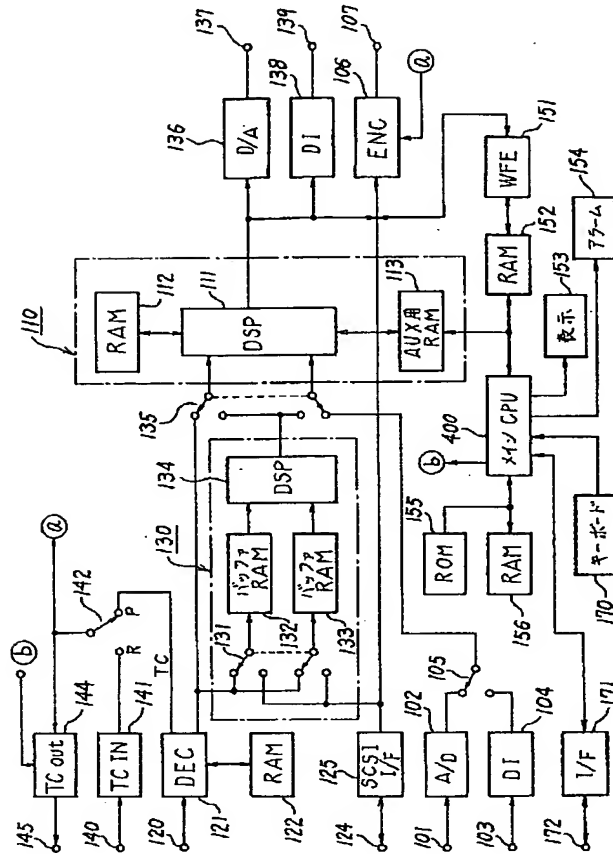 145
TC out
144
ⓑ
142
ⓐ
140
TC IN
141
R
P
TC
120
DEC
121
RAM
122
130
131
バッファ
RAM
132
バッファ
RAM
133
DSP
134
135
124
SCSI
I/F
125
101
A/D
102
105
103
DI
104
172
I/F
171
110
RAM
112
DSP
111
AUX用
RAM
113
D/A
136
137
DI
138
139
ENC
106
107
ⓐ
WFE
151
RAM
152
表示
153
アラーム
154
ⓑ
400
メインCPU
ROM
155
RAM
156
キーボード
170